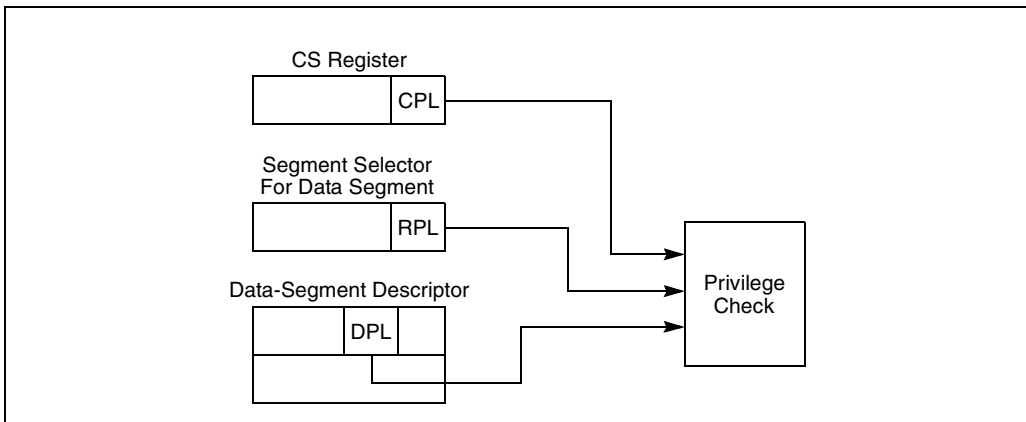 CS Register
CPL
Segment Selector
For Data Segment
RPL
Data-Segment Descriptor
DPL
Privilege
Check